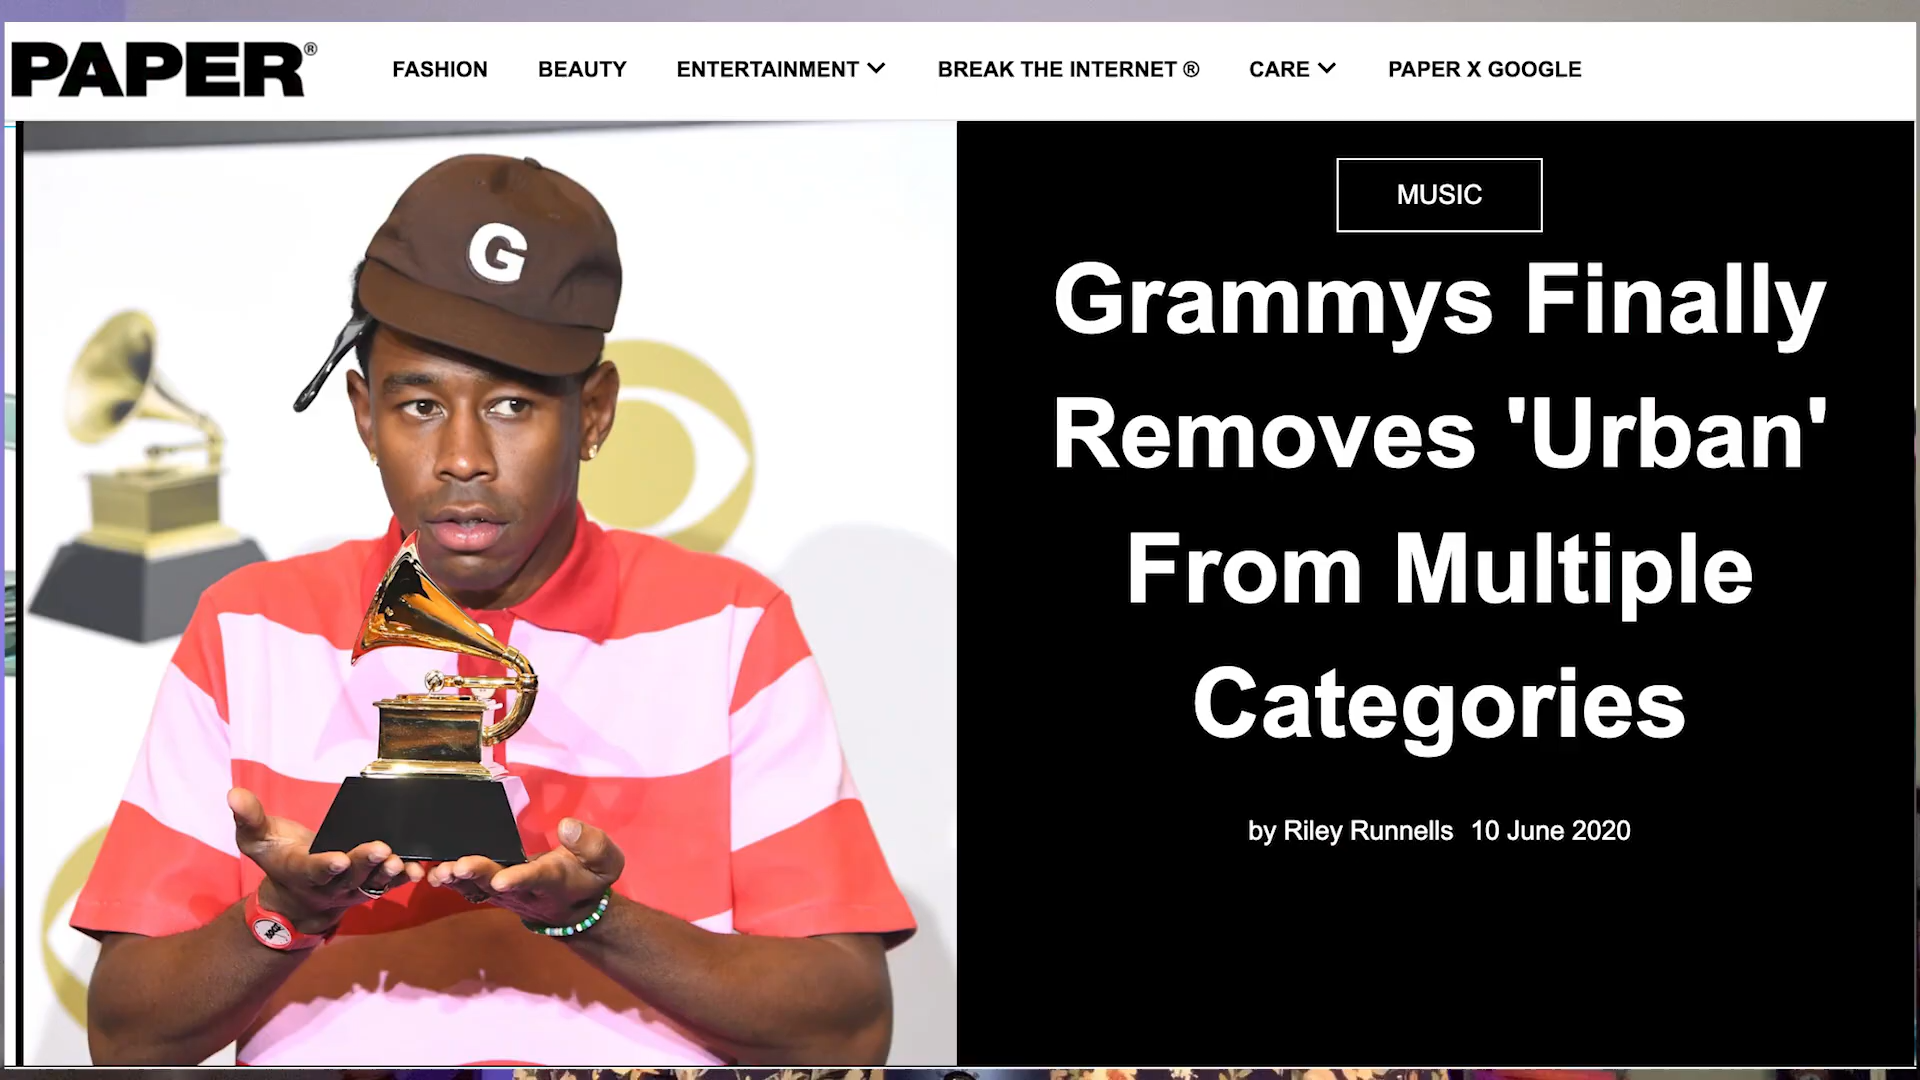 PAPER®
FASHION BEAUTY ENTERTAINMENT BREAK THE INTERNET ® CARE PAPER X GOOGLE
G
MUSIC
Grammys Finally
Removes 'Urban'
From Multiple
Categories
by Riley Runnells 10 June 2020